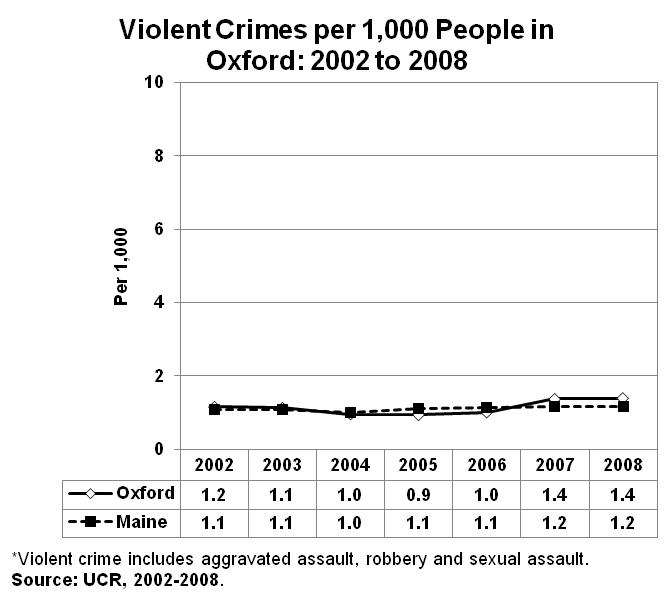 Violent Crimes per 1,000 People in
Oxford: 2002 to 2008
10
8
6
4
2
0
Per 1,000
2002 2003 2004 2005 2006 2007 2008
Oxford 1.2 1.1 1.0 0.9 1.0 1.4 1.4
Maine 1.1 1.1 1.0 1.1 1.1 1.2 1.2
*Violent crime includes aggravated assault, robbery and sexual assault.
Source: UCR, 2002-2008.